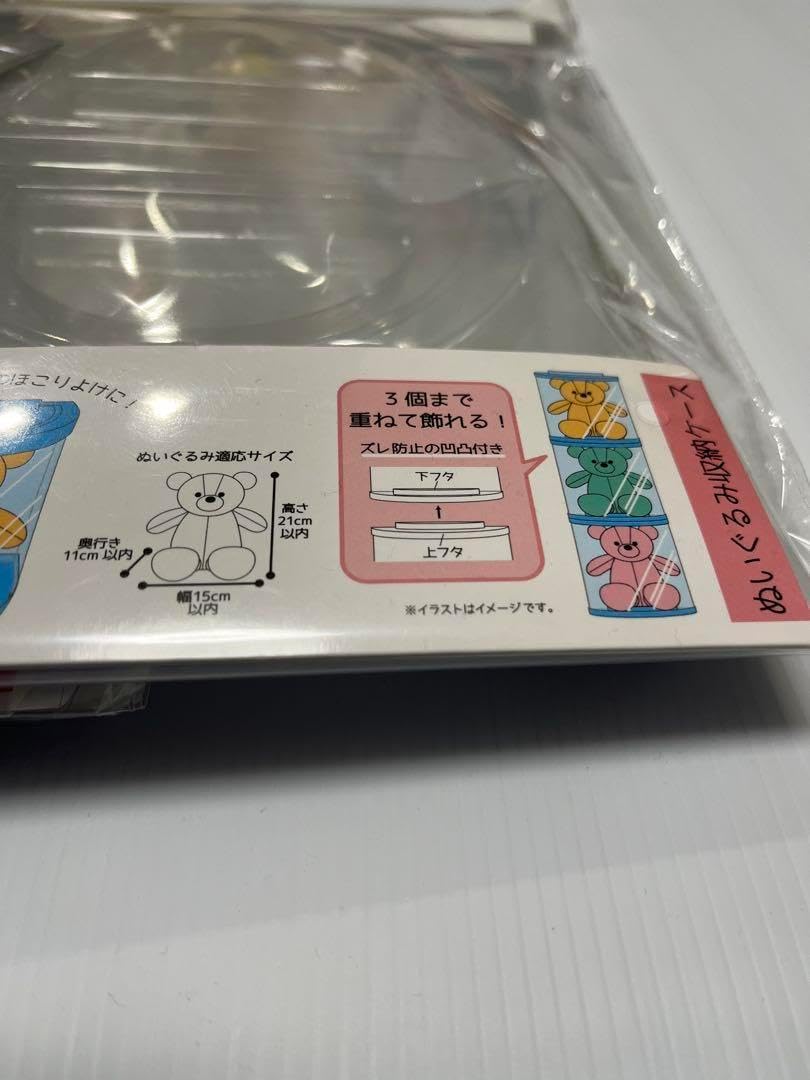 ほこりよけに！
ぬいぐるみ適応サイズ
高さ
21cm
以内
奥行き
11cm 以内
幅15cm
以内
3個まで
重ねて飾れる！
ズレ防止の凹凸付き
下フタ
上フタ
※イラストはイメージです。
ぬいぐるみ収納ケース